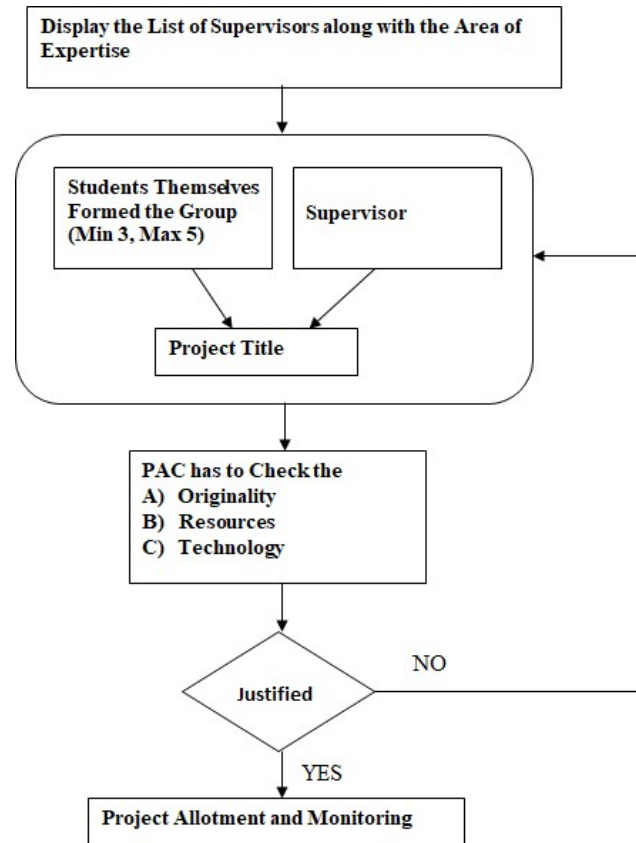 Display the List of Supervisors along with the Area of
Expertise
Students Themselves
Formed the Group
(Min 3, Max 5)
Supervisor
Project Title
PAC has to Check the
A) Originality
B) Resources
C) Technology
Justified
NO
YES
Project Allotment and Monitoring